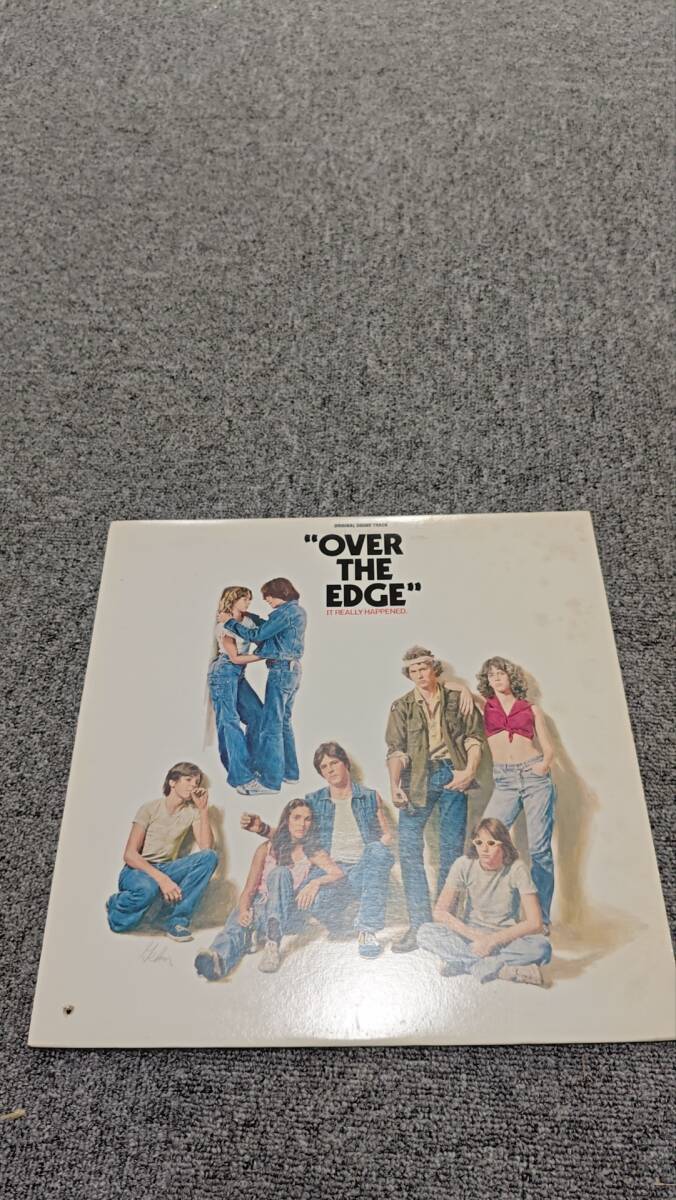 ORIGINAL SOUND TRACK
"OVER
THE
EDGE"
IT REALLY HAPPENED.